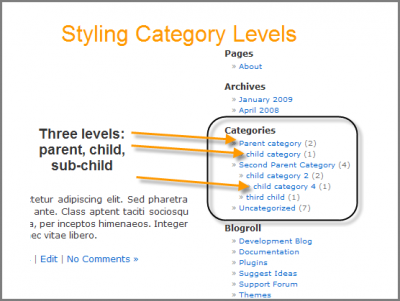 Styling Category Levels
Pages
» About
Archives
» January 2009
» April 2008
Three levels:
parent, child,
sub-child
Categories
» Parent category (2)
» child category (1)
» Second Parent Category (4)
» child category 2 (2)
» child category 4 (1)
» third child (1)
» Uncategorized (7)
tetur adipiscing elit. Sed pharetra
ante. Class aptent taciti sociosqu
a, per inceptos himenaeos. Integer
ec vitae libero.
| Edit | No Comments »
Blogroll
» Development Blog
» Documentation
» Plugins
» Suggest Ideas
» Support Forum
» Themes